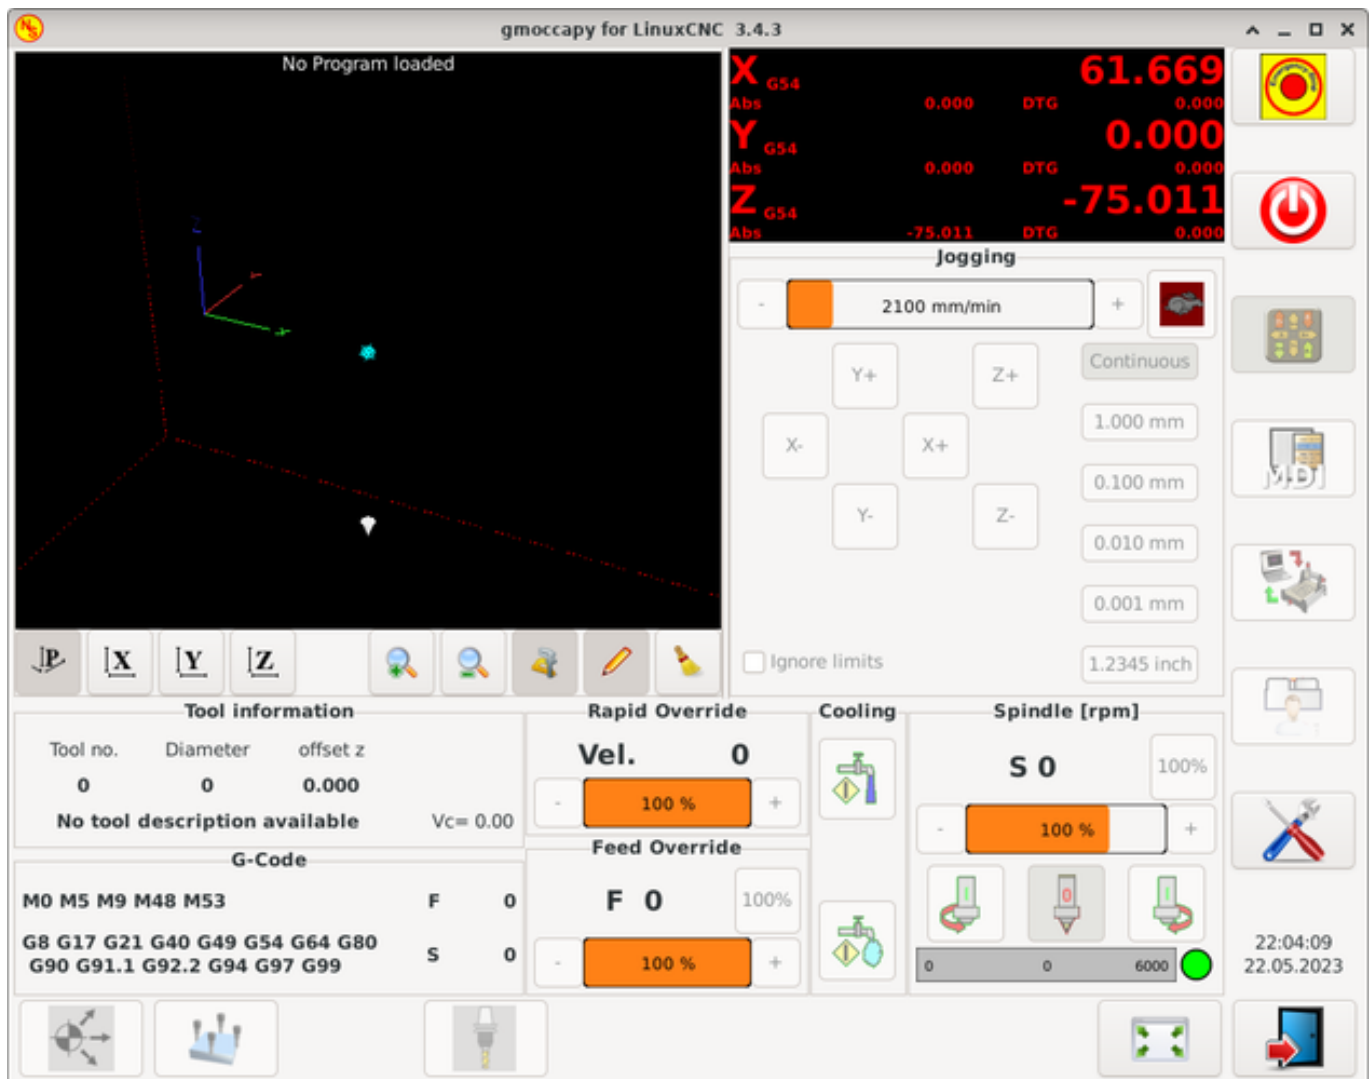 gmoccapy for LinuxCNC 3.4.3
No Program loaded
X G54 61.669
Abs 0.000 DTG 0.000
Y G54 0.000
Abs 0.000 DTG 0.000
Z G54 -75.011
Abs -75.011 DTG 0.000
Emergency Stop
Jogging
- 2100 mm/min +
Y+ Z+ Continuous
1.000 mm
X- X+
0.100 mm
Y- Z-
0.010 mm
0.001 mm
Ignore limits 1.2345 inch
MDI
Z
Y
X
P X Y Z
Tool information
Tool no. Diameter offset z
0 0 0.000
No tool description available Vc= 0.00
G-Code
M0 M5 M9 M48 M53 F 0
G8 G17 G21 G40 G49 G54 G64 G80
G90 G91.1 G92.2 G94 G97 G99
S 0
Rapid Override
Vel. 0
- 100 % +
Feed Override
F 0 100%
- 100 % +
Cooling
Spindle [rpm]
S 0 100%
- 100 % +
I 0 I
0 0 6000
22:04:09
22.05.2023